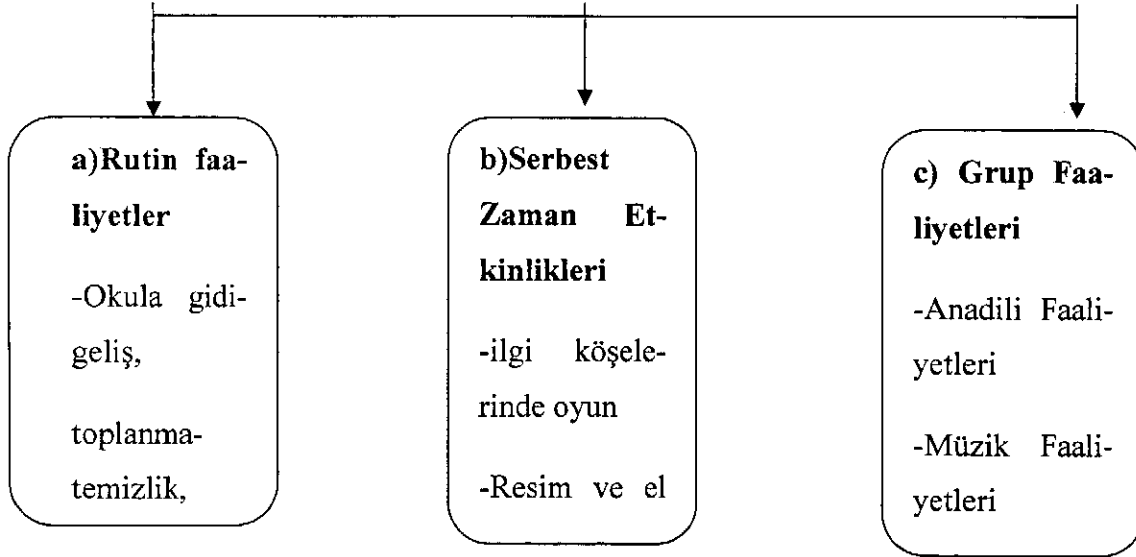 a)Rutin faa-
liyetler
-Okula gidi-
geliş,
toplanma-
temizlik,
b)Serbest
Zaman Et-
kinlikleri
-ilgi köşele-
rinde oyun
-Resim ve el
c) Grup Faa-
liyetleri
-Anadili Faali-
yetleri
-Müzik Faali-
yetleri